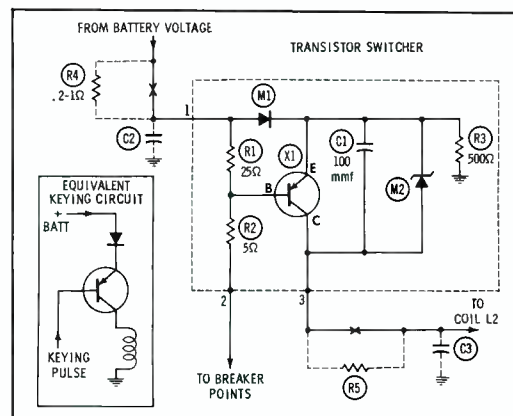 FROM BATTERY VOLTAGE
TRANSISTOR SWITCHER
R4
.2-1Ω
1
M1
C2
R1
25Ω
X1
E
B
C
C1
100
mmf
R3
500Ω
M2
R2
5Ω
EQUIVALENT
KEYING CIRCUIT
+
BATT
KEYING
PULSE
2
3
TO
COIL L2
C3
R5
TO BREAKER
POINTS